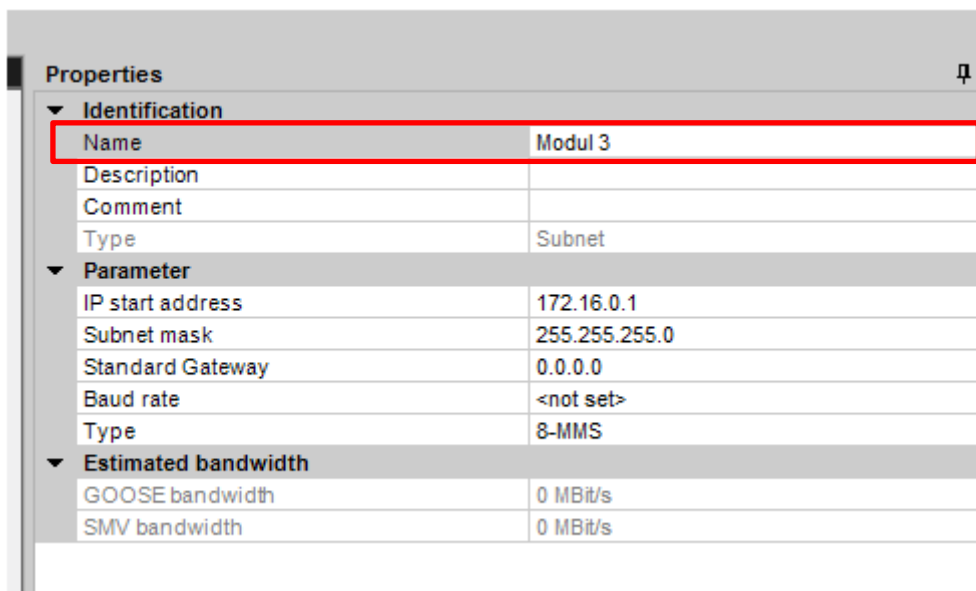 Properties
Identification
Name Modul 3
Description
Comment
Type Subnet
Parameter
IP start address 172.16.0.1
Subnet mask 255.255.255.0
Standard Gateway 0.0.0.0
Baud rate <not set>
Type 8-MMS
Estimated bandwidth
GOOSE bandwidth 0 MBit/s
SMV bandwidth 0 MBit/s